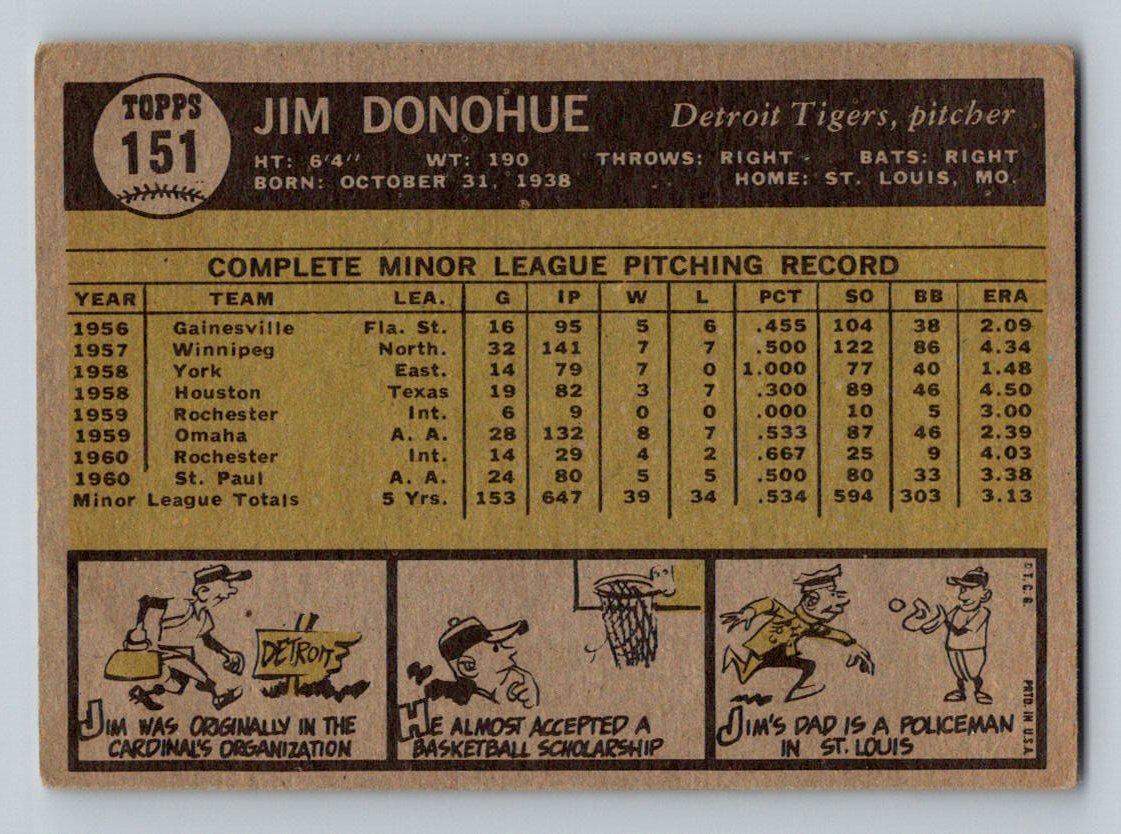 TOPPS
151
JIM DONOHUE
Detroit Tigers, pitcher
HT: 6'4" WT: 190 THROWS: RIGHT BATS: RIGHT
BORN: OCTOBER 31, 1938 HOME: ST. LOUIS, MO.
COMPLETE MINOR LEAGUE PITCHING RECORD
YEAR TEAM LEA. G IP W L PCT SO BB ERA
1956 Gainesville Fla. St. 16 95 5 6 .455 104 38 2.09
1957 Winnipeg North. 32 141 7 7 .500 122 86 4.34
1958 York East. 14 79 7 0 1.000 77 40 1.48
1958 Houston Texas 19 82 3 7 .300 89 46 4.50
1959 Rochester Int. 6 9 0 0 .000 10 5 3.00
1959 Omaha A. A. 28 132 8 7 .533 87 46 2.39
1960 Rochester Int. 14 29 4 2 .667 25 9 4.03
1960 St. Paul A. A. 24 80 5 5 .500 80 33 3.38
Minor League Totals 5 Yrs. 153 647 39 34 .534 594 303 3.13
DETROIT
JIM WAS ORIGINALLY IN THE
CARDINAL'S ORGANIZATION
HE ALMOST ACCEPTED A
BASKETBALL SCHOLARSHIP
JIM'S DAD IS A POLICEMAN
IN ST. LOUIS
© T.C.G.
PRTD. IN U.S.A.